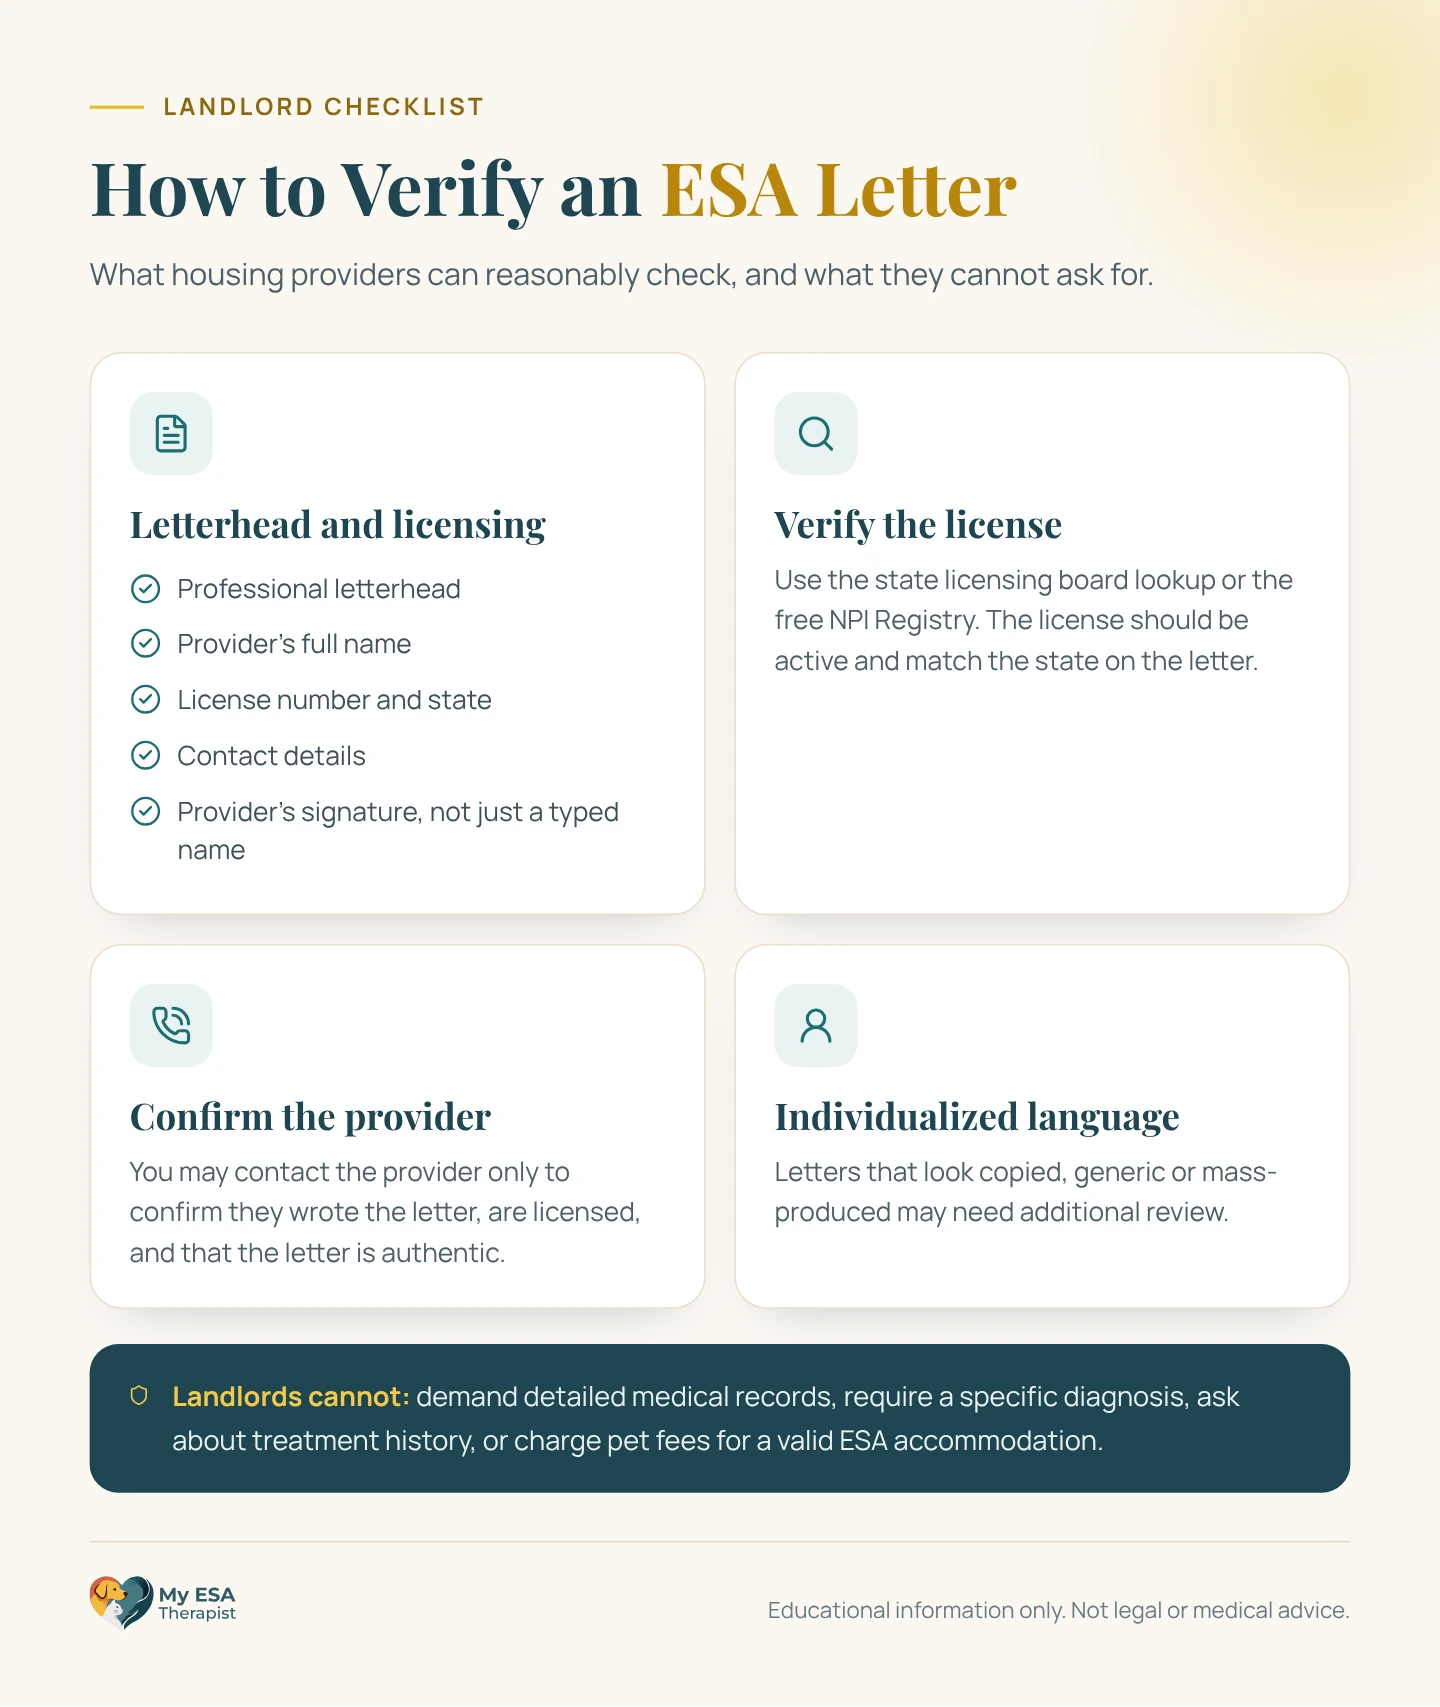 LANDLORD CHECKLIST
How to Verify an ESA Letter
What housing providers can reasonably check, and what they cannot ask for.
Letterhead and licensing
Professional letterhead
Provider’s full name
License number and state
Contact details
Provider’s signature, not just a typed
name
Verify the license
Use the state licensing board lookup or the
free NPI Registry. The license should be
active and match the state on the letter.
Confirm the provider
You may contact the provider only to
confirm they wrote the letter, are licensed,
and that the letter is authentic.
Individualized language
Letters that look copied, generic or mass-
produced may need additional review.
Landlords cannot: demand detailed medical records, require a specific diagnosis, ask
about treatment history, or charge pet fees for a valid ESA accommodation.
My ESA
Therapist
Educational information only. Not legal or medical advice.